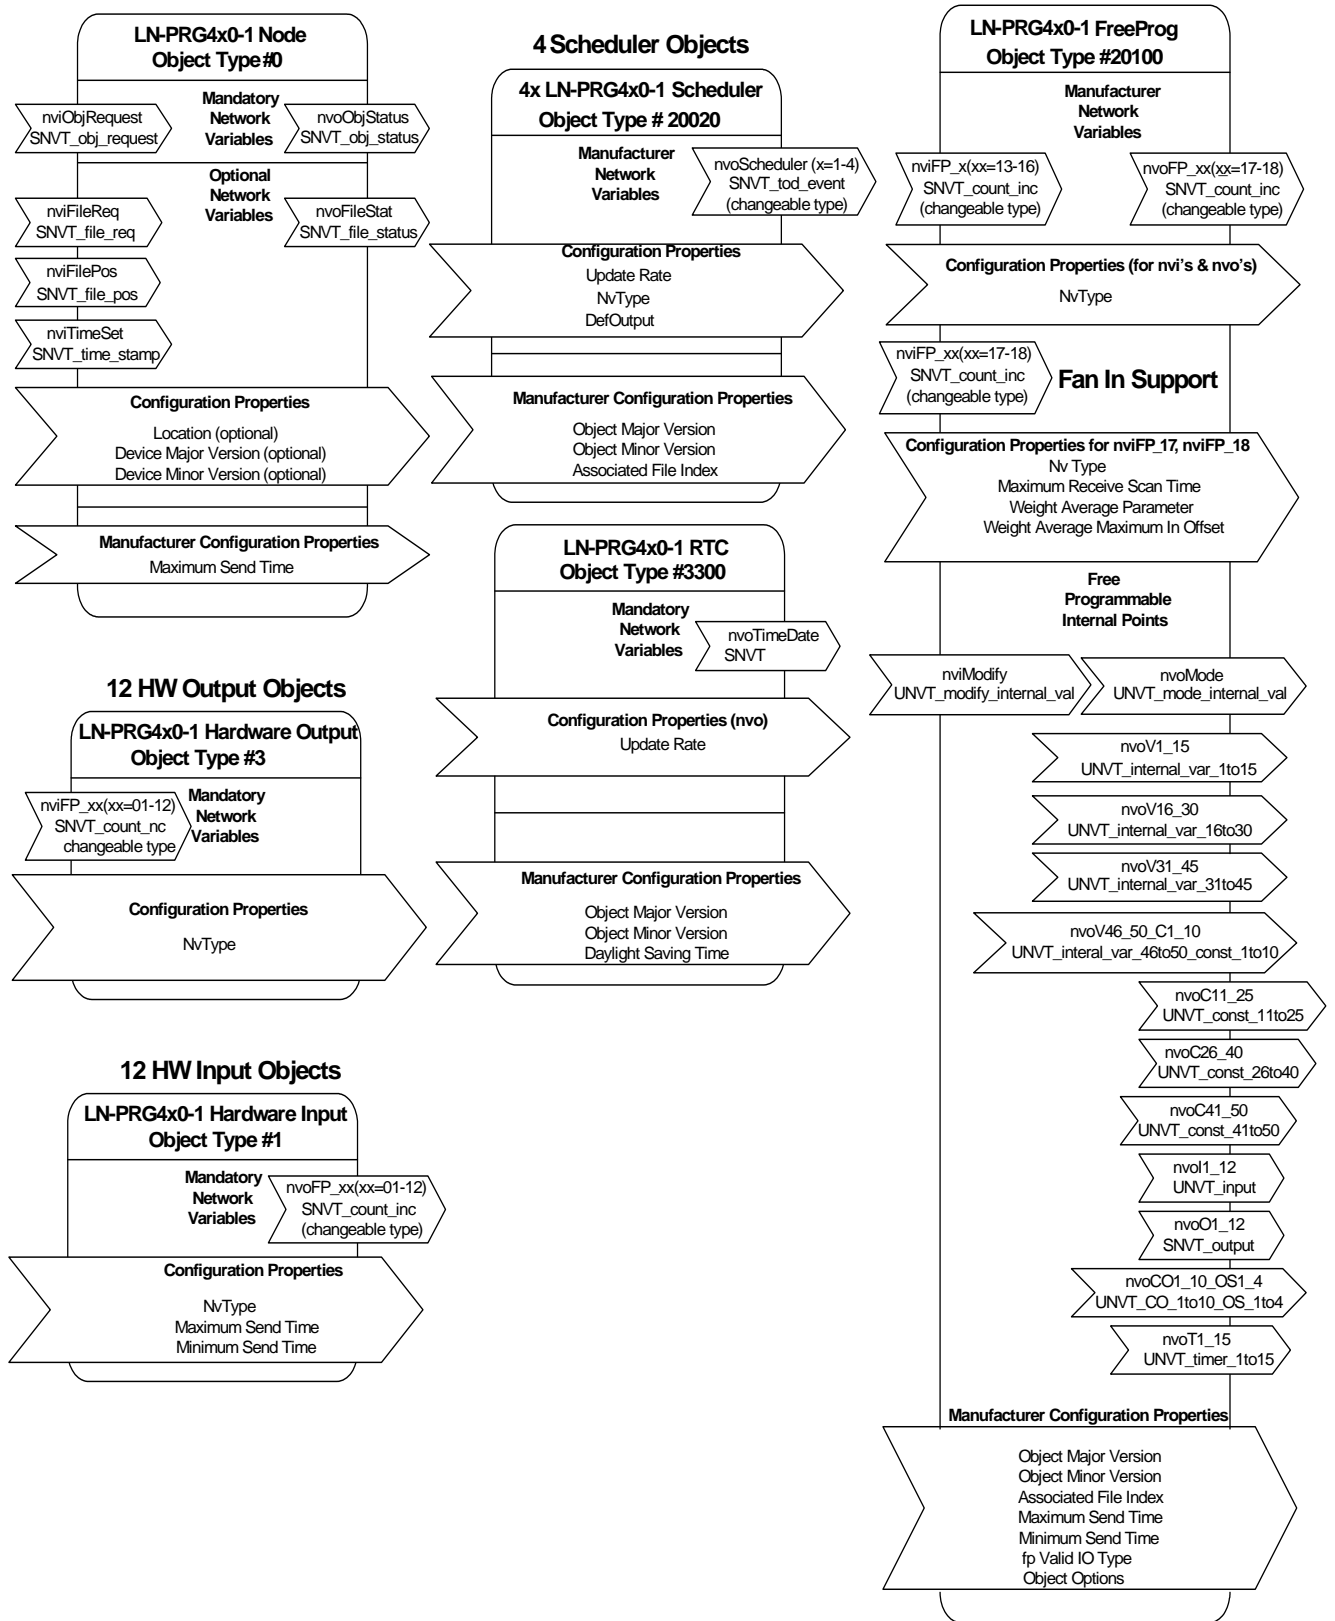 LN-PRG4x0-1 Node
Object Type #0
Mandatory
Network
Variables
nviObjRequest
SNVT_obj_request
nvoObjStatus
SNVT_obj_status
Optional
Network
Variables
nviFileReq
SNVT_file_req
nvoFileStat
SNVT_file_status
nviFilePos
SNVT_file_pos
nviTimeSet
SNVT_time_stamp
Configuration Properties
Location (optional)
Device Major Version (optional)
Device Minor Version (optional)
Manufacturer Configuration Properties
Maximum Send Time
12 HW Output Objects
LN-PRG4x0-1 Hardware Output
Object Type #3
nviFP_xx(xx=01-12)
SNVT_count_nc
changeable type
Mandatory
Network
Variables
Configuration Properties
NvType
12 HW Input Objects
LN-PRG4x0-1 Hardware Input
Object Type #1
Mandatory
Network
Variables
nvoFP_xx(xx=01-12)
SNVT_count_inc
(changeable type)
Configuration Properties
NvType
Maximum Send Time
Minimum Send Time
4 Scheduler Objects
4x LN-PRG4x0-1 Scheduler
Object Type # 20020
Manufacturer
Network
Variables
nvoScheduler (x=1-4)
SNVT_tod_event
(changeable type)
Configuration Properties
Update Rate
NvType
DefOutput
Manufacturer Configuration Properties
Object Major Version
Object Minor Version
Associated File Index
LN-PRG4x0-1 RTC
Object Type #3300
Mandatory
Network
Variables
nvoTimeDate
SNVT
Configuration Properties (nvo)
Update Rate
Manufacturer Configuration Properties
Object Major Version
Object Minor Version
Daylight Saving Time
LN-PRG4x0-1 FreeProg
Object Type #20100
Manufacturer
Network
Variables
nviFP_x(xx=13-16)
SNVT_count_inc
(changeable type)
nvoFP_xx(xx=17-18)
SNVT_count_inc
(changeable type)
Configuration Properties (for nvi's & nvo's)
NvType
nviFP_xx(xx=17-18)
SNVT_count_inc
(changeable type)
Fan In Support
Configuration Properties for nviFP_17, nviFP_18
Nv Type
Maximum Receive Scan Time
Weight Average Parameter
Weight Average Maximum In Offset
Free
Programmable
Internal Points
nviModify
UNVT_modify_internal_val
nvoMode
UNVT_mode_internal_val
nvoV1_15
UNVT_internal_var_1to15
nvoV16_30
UNVT_internal_var_16to30
nvoV31_45
UNVT_internal_var_31to45
nvoV46_50_C1_10
UNVT_interal_var_46to50_const_1to10
nvoC11_25
UNVT_const_11to25
nvoC26_40
UNVT_const_26to40
nvoC41_50
UNVT_const_41to50
nvoI1_12
UNVT_input
nvoO1_12
SNVT_output
nvoCO1_10_OS1_4
UNVT_CO_1to10_OS_1to4
nvoT1_15
UNVT_timer_1to15
Manufacturer Configuration Properties
Object Major Version
Object Minor Version
Associated File Index
Maximum Send Time
Minimum Send Time
fp Valid IO Type
Object Options